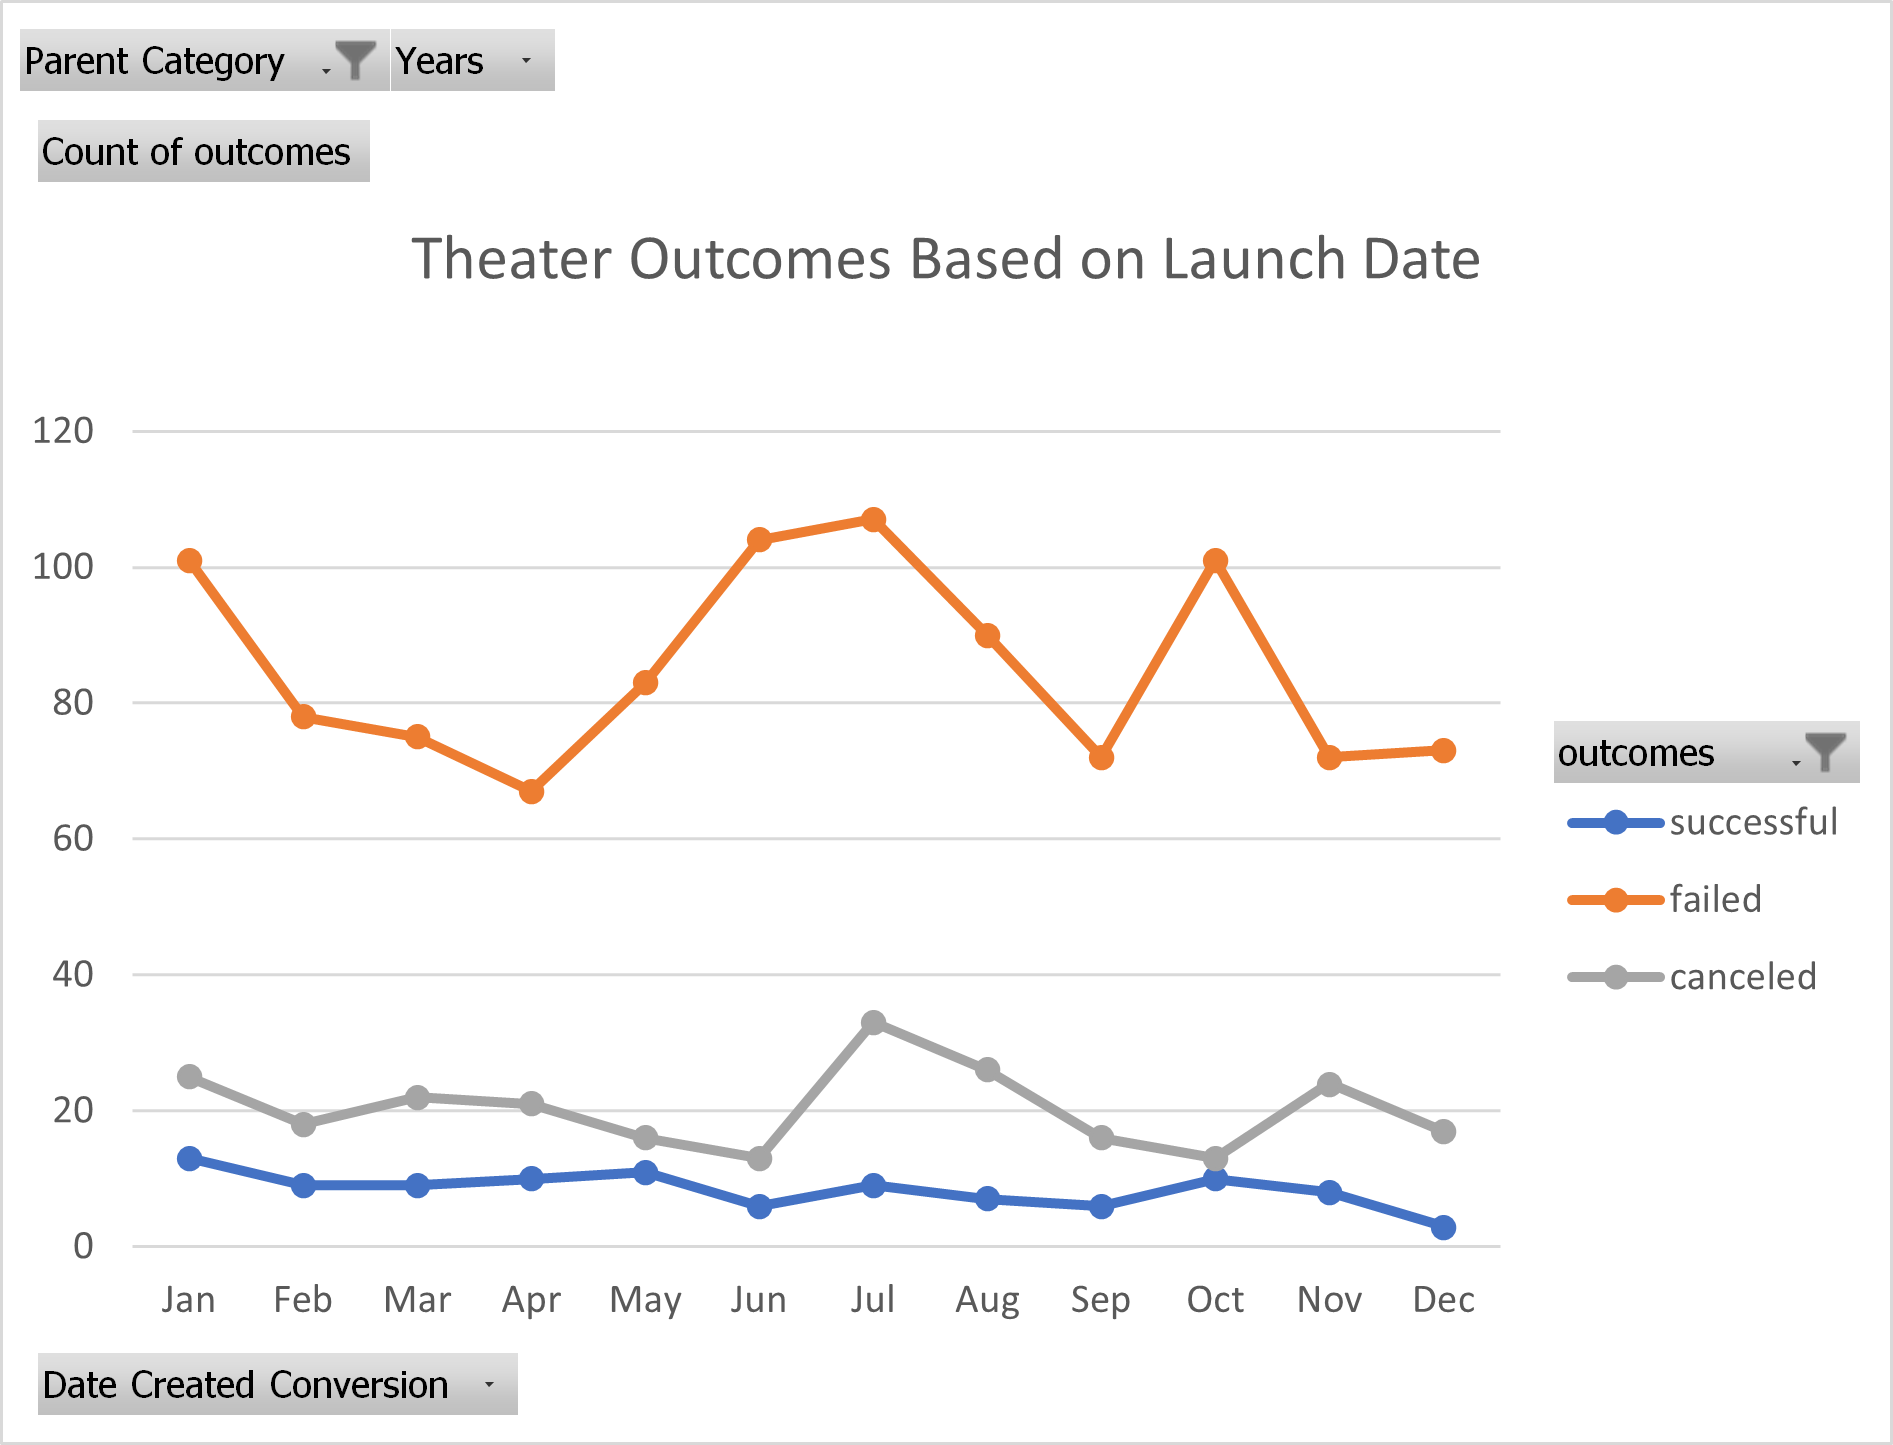 Parent Category Years
Count of outcomes
Theater Outcomes Based on Launch Date
120
100
80
60
40
20
0
Jan Feb Mar Apr May Jun Jul Aug Sep Oct Nov Dec
outcomes
successful
failed
canceled
Date Created Conversion